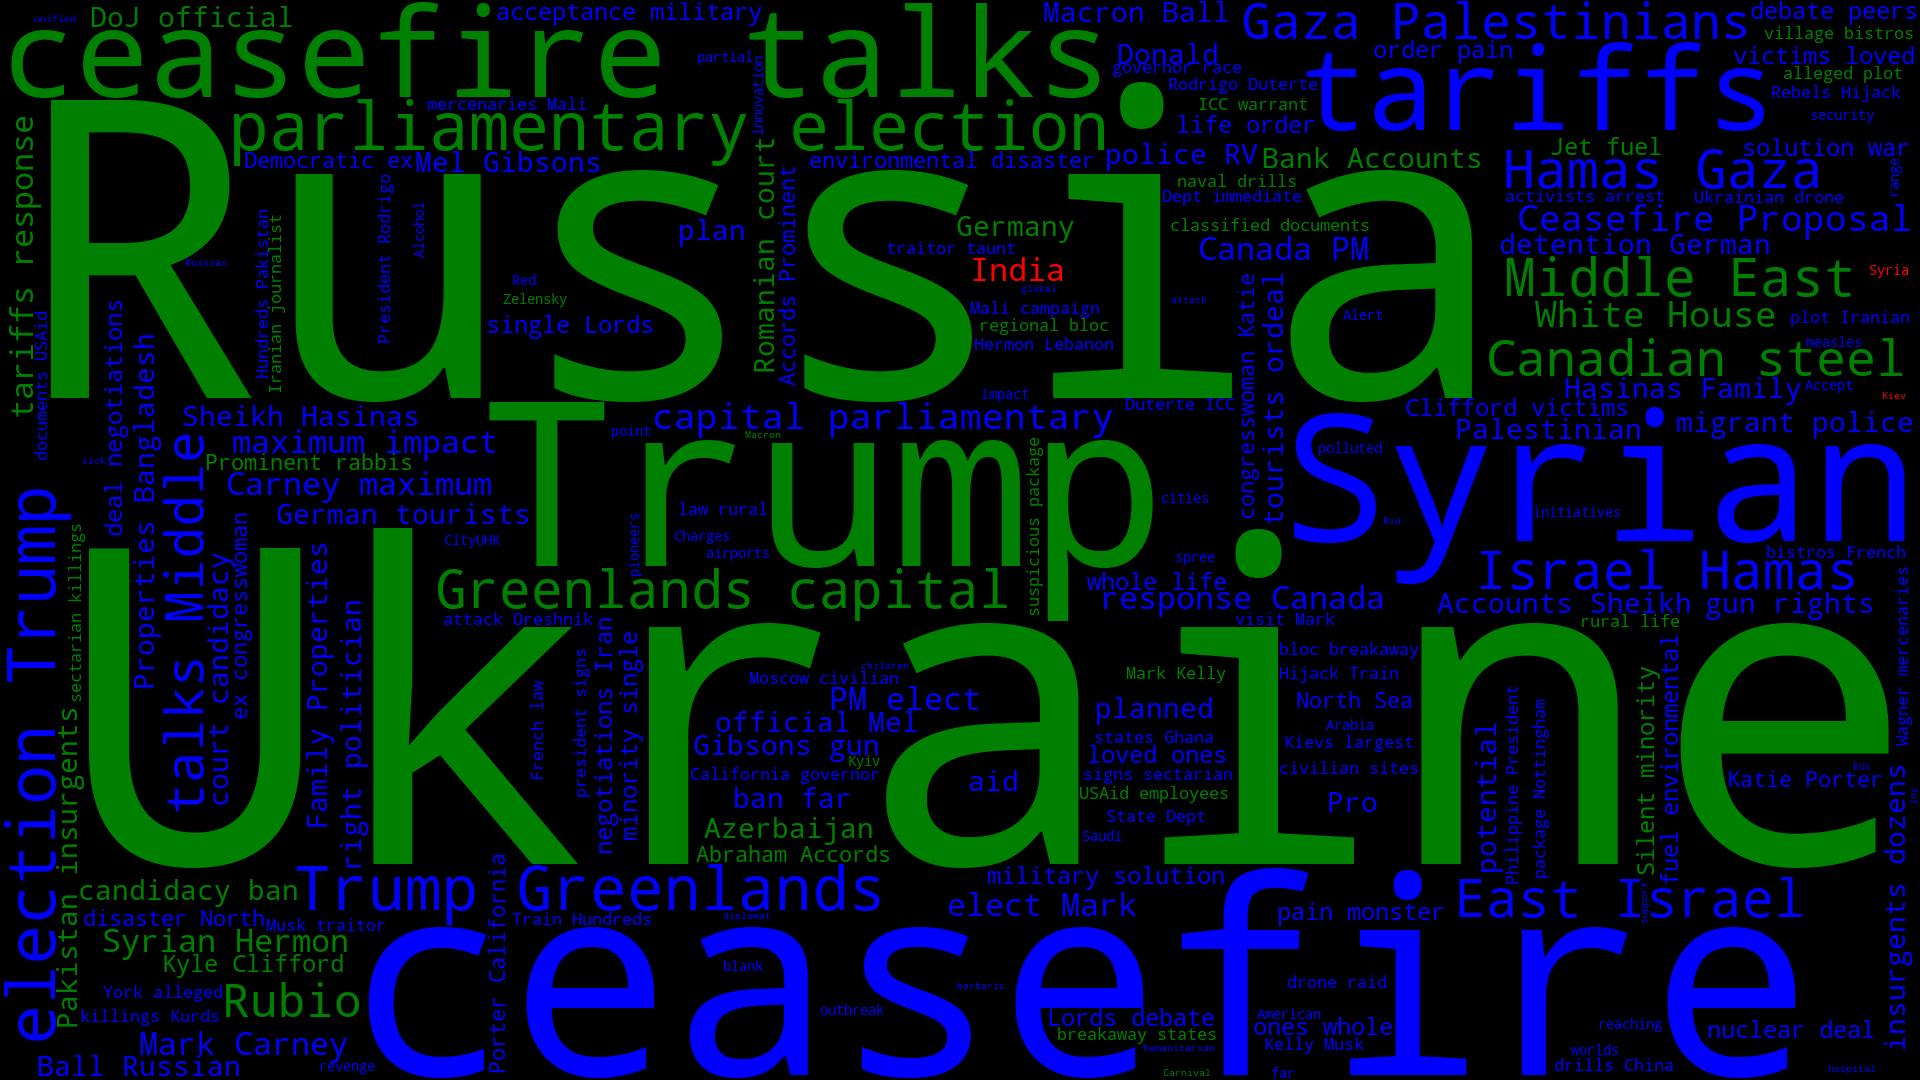 unified
DoJ official
acceptance military
Macron Ball
Gaza Palestinians
debate peers
ceasefire talks
partial
Donald
order pain
village bistros
victims loved
governor race
tariffs
alleged plot
Rodrigo Duterte
Rebels Hijack
mercenaries Mali
innovation
ICC warrant
security
parliamentary election
life order
tariffs response
Russia
Democratic ex
Mel Gibsons
environmental disaster
police RV
Bank Accounts
Jet fuel
solution war
Hamas Gaza
range
naval drills
Dept immediate
activists arrest
Ukrainian drone
President Rodrigo
Alcohol
Romanian court
Accords Prominent
Hundreds Pakistan
Iranian journalist
plan
Germany
classified documents
Ceasefire Proposal
traitor taunt
Canada PM
detention German
Russian
India
Middle East
Syria
Red
global
Zelensky
attack
Mali campaign
single Lords
regional bloc
Alert
White House
plot Iranian
Hermon Lebanon
measles
documents USAid
deal negotiations
Properties Bangladesh
congresswoman Katie
tourists ordeal
Canadian steel
impact
Hasinas Family
Accept
Kiev
Sheikh Hasinas
Trump
capital parliamentary
Duterte ICC
Clifford victims
point
Macron
Syrian
Palestinian
migrant police
maximum impact
sick
Prominent rabbis
polluted
talks Middle
Carney maximum
suspicious package
cities
election Trump
German tourists
law rural
Rio
initiatives
Charges
CityUHK
airports
pioneers
spree
bistros French
sectarian killings
court candidacy
ex congresswoman
Family Properties
Ukraine
Greenlands capital
whole life
response Canada
Israel Hamas
Accounts Sheikh
gun rights
Wagner mercenaries
attack Oreshnik
visit Mark
rural life
right politician
French law
president signs
negotiations Iran
minority single
bloc breakaway
children
Moscow civilian
Mark Kelly
Hijack Train
PM elect
North Sea
planned
official Mel
Arabia
states Ghana
Gibsons gun
loved ones
Kievs largest
Kyiv
California governor
signs sectarian
civilian sites
EUs
Katie Porter
aid
USAid employees
ban far
Pro
joy
State Dept
Azerbaijan
Saudi
potential
Philippine President
package Nottingham
Silent minority
fuel environmental
Abraham Accords
Pakistan insurgents
insurgents dozens
candidacy ban
Trump Greenlands
military solution
elect Mark
pain monster
East Israel
support
disaster North
Musk traitor
Train Hundreds
diplomat
Porter California
Syrian Hermon
ceasefire
Kyle Clifford
blank
York alleged
barbaric
drone raid
Rubio
outbreak
killings Kurds
Lords debate
American
ones whole
reaching
nuclear deal
breakaway states
Mark Carney
humanitarian
Kelly Musk
worlds
Ball Russian
revenge
Carnival
far
drills China
hospital